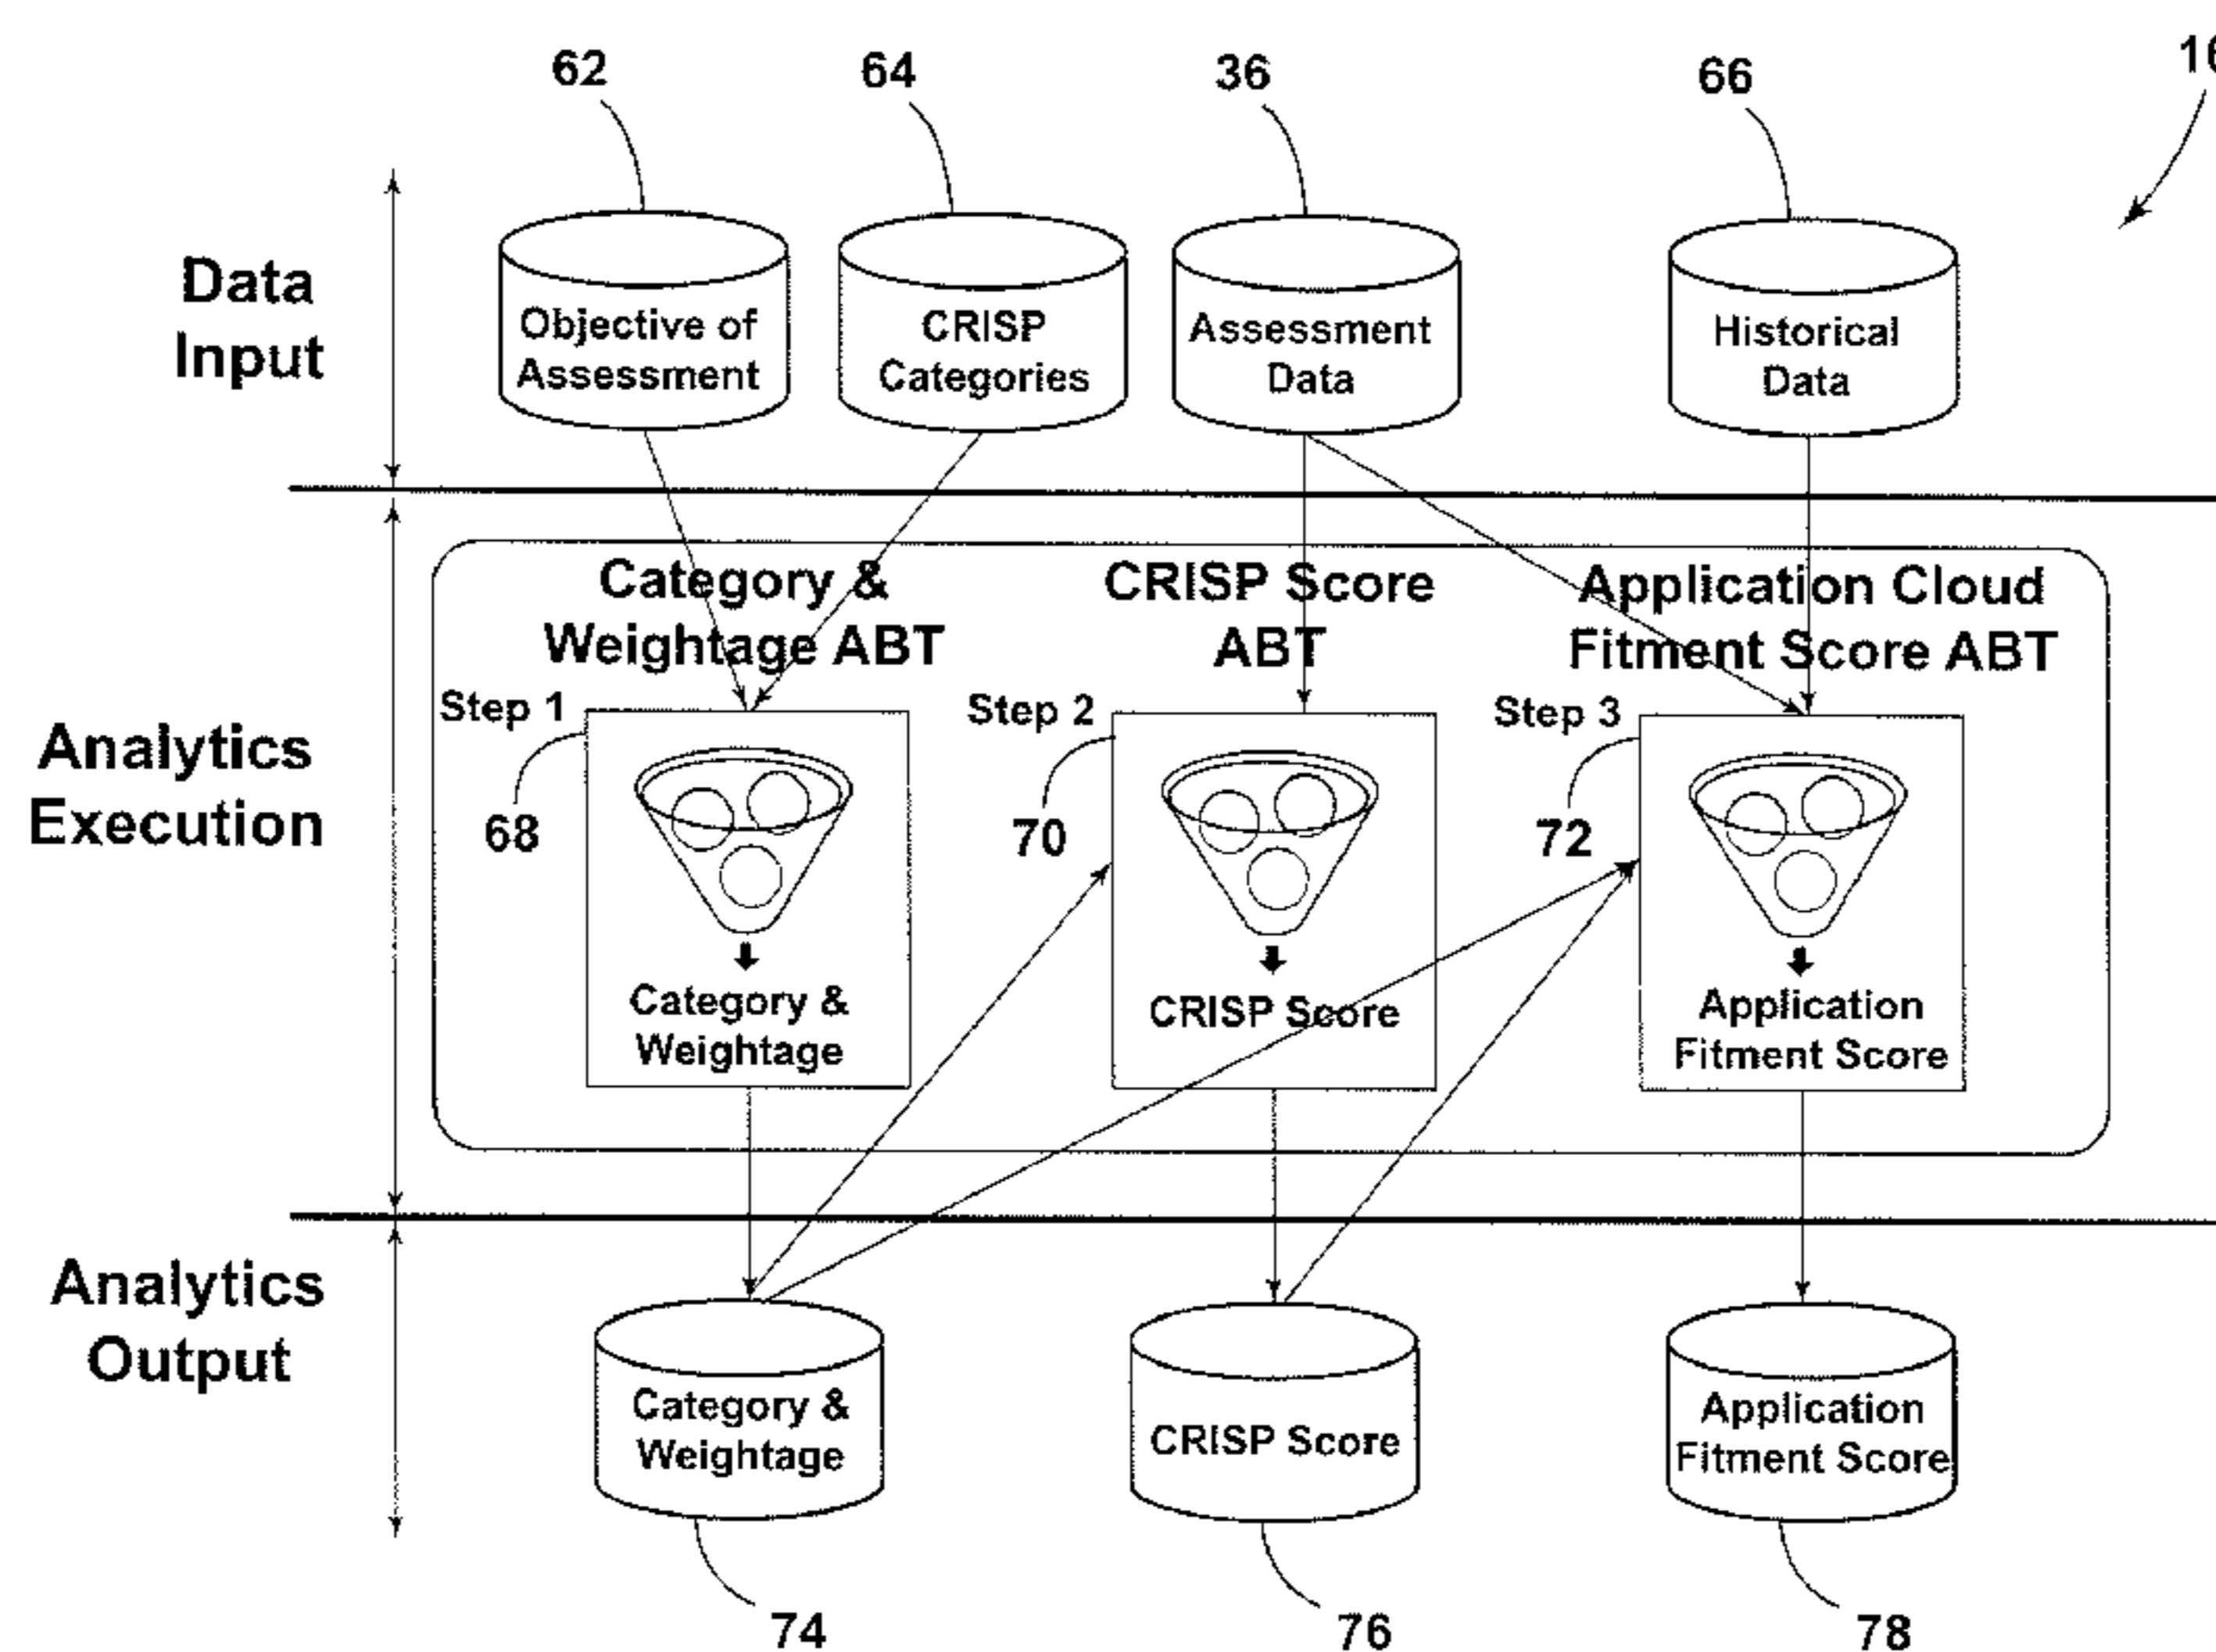 62
64
36
66
16
Data
Input
Objective of
Assessment
CRISP
Categories
Assessment
Data
Historical
Data
Analytics
Execution
Category &
Weightage ABT
CRISP Score
ABT
Application Cloud
Fitment Score ABT
Step 1
68
Category &
Weightage
Step 2
70
CRISP Score
Step 3
72
Application
Fitment Score
Analytics
Output
Category &
Weightage
CRISP Score
Application
Fitment Score
74
76
78